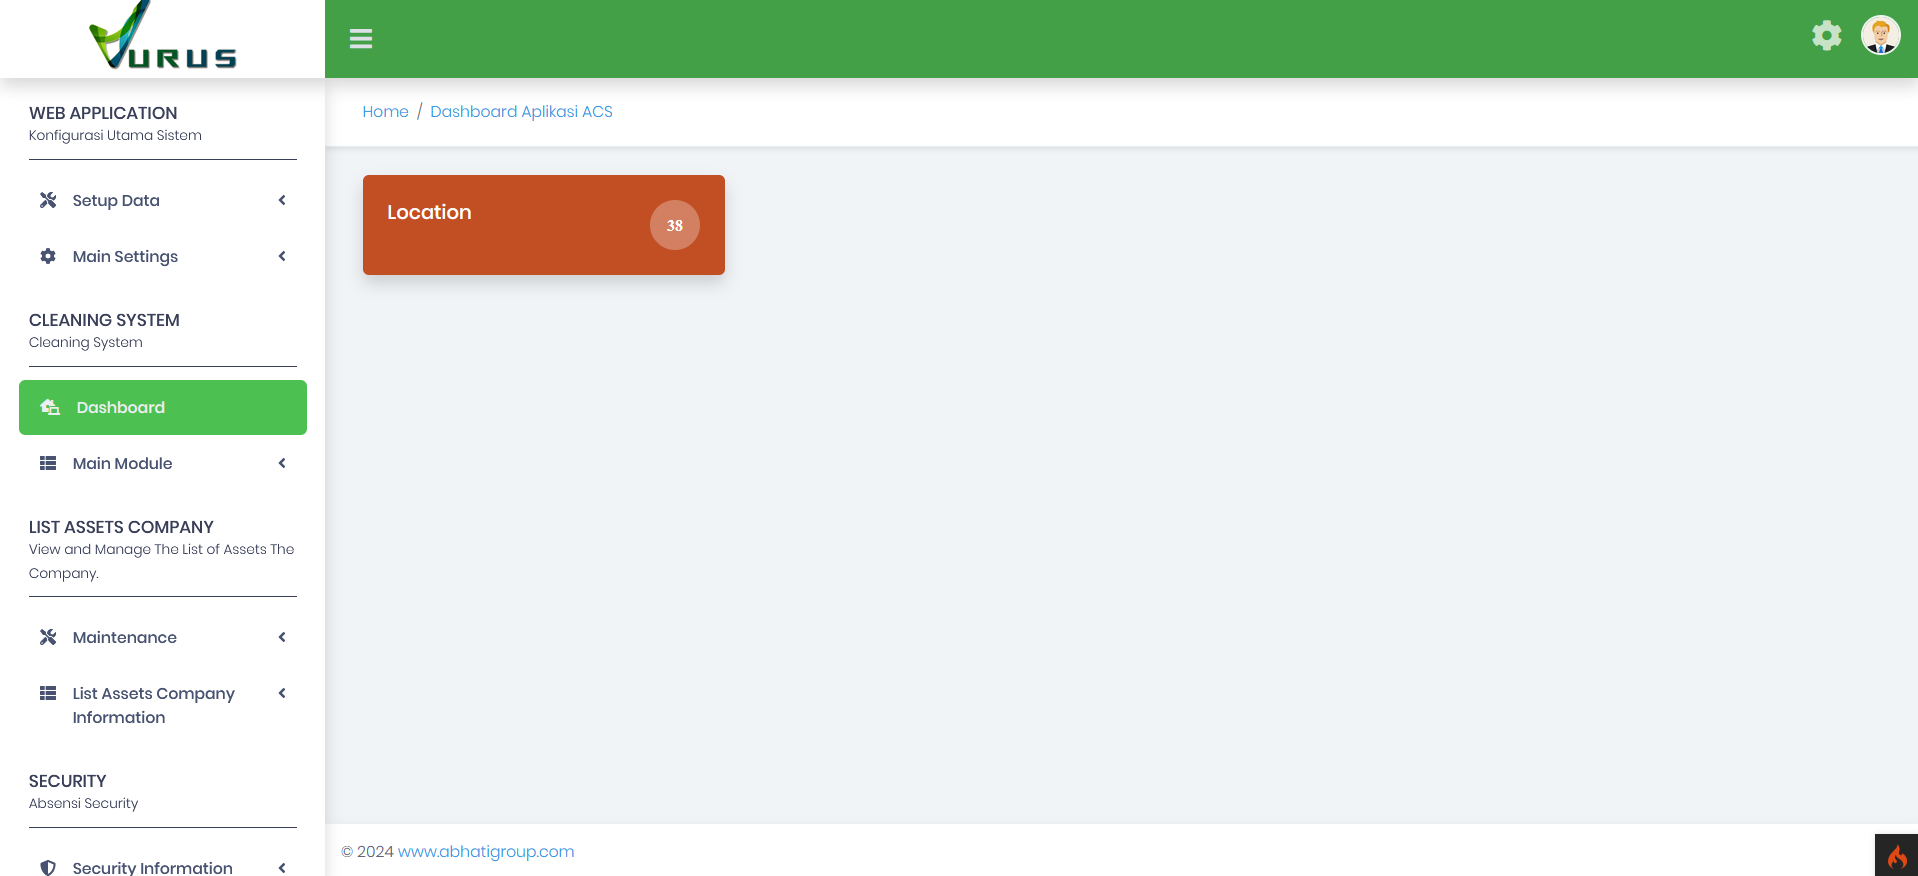 VURUS
WEB APPLICATION
Konfigurasi Utama Sistem
Setup Data
Main Settings
CLEANING SYSTEM
Cleaning System
Dashboard
Main Module
LIST ASSETS COMPANY
View and Manage The List of Assets The
Company.
Maintenance
List Assets Company
Information
SECURITY
Absensi Security
Security Information
Home / Dashboard Aplikasi ACS
Location
38
© 2024 www.abhatigroup.com